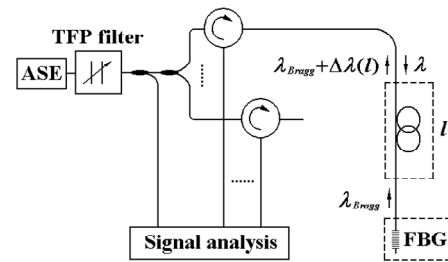 TFP filter
ASE
λBragg+Δλ(l)
λ
l
λBragg
FBG
Signal analysis